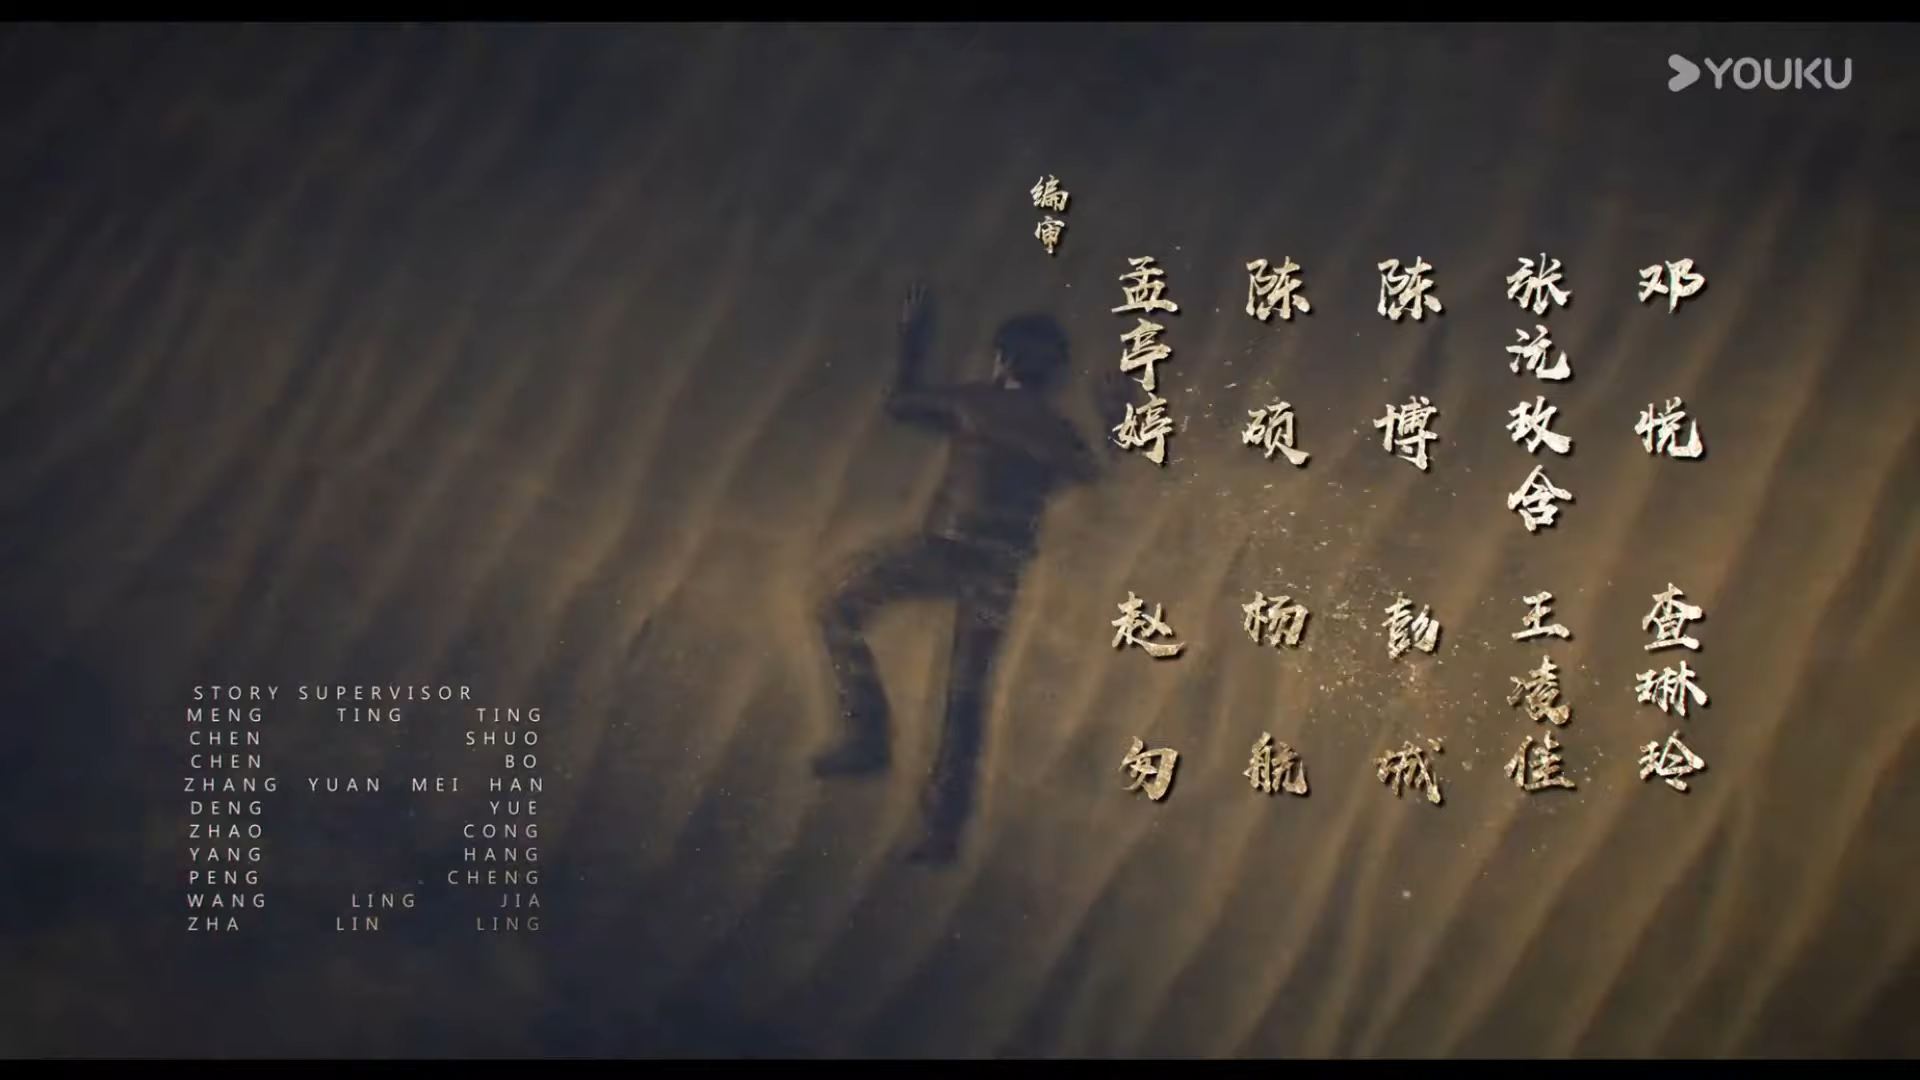 YOUKU
编审
孟亭婷
陈硕
陈博
张沅玫含
邓悦
赵匆
杨航
彭城
王凌佳
查琳玲
STORY SUPERVISOR
MENG TING TING
CHEN SHUO
CHEN BO
ZHANG YUAN MEI HAN
DENG YUE
ZHAO CONG
YANG HANG
PENG CHENG
WANG LING JIA
ZHA LIN LING